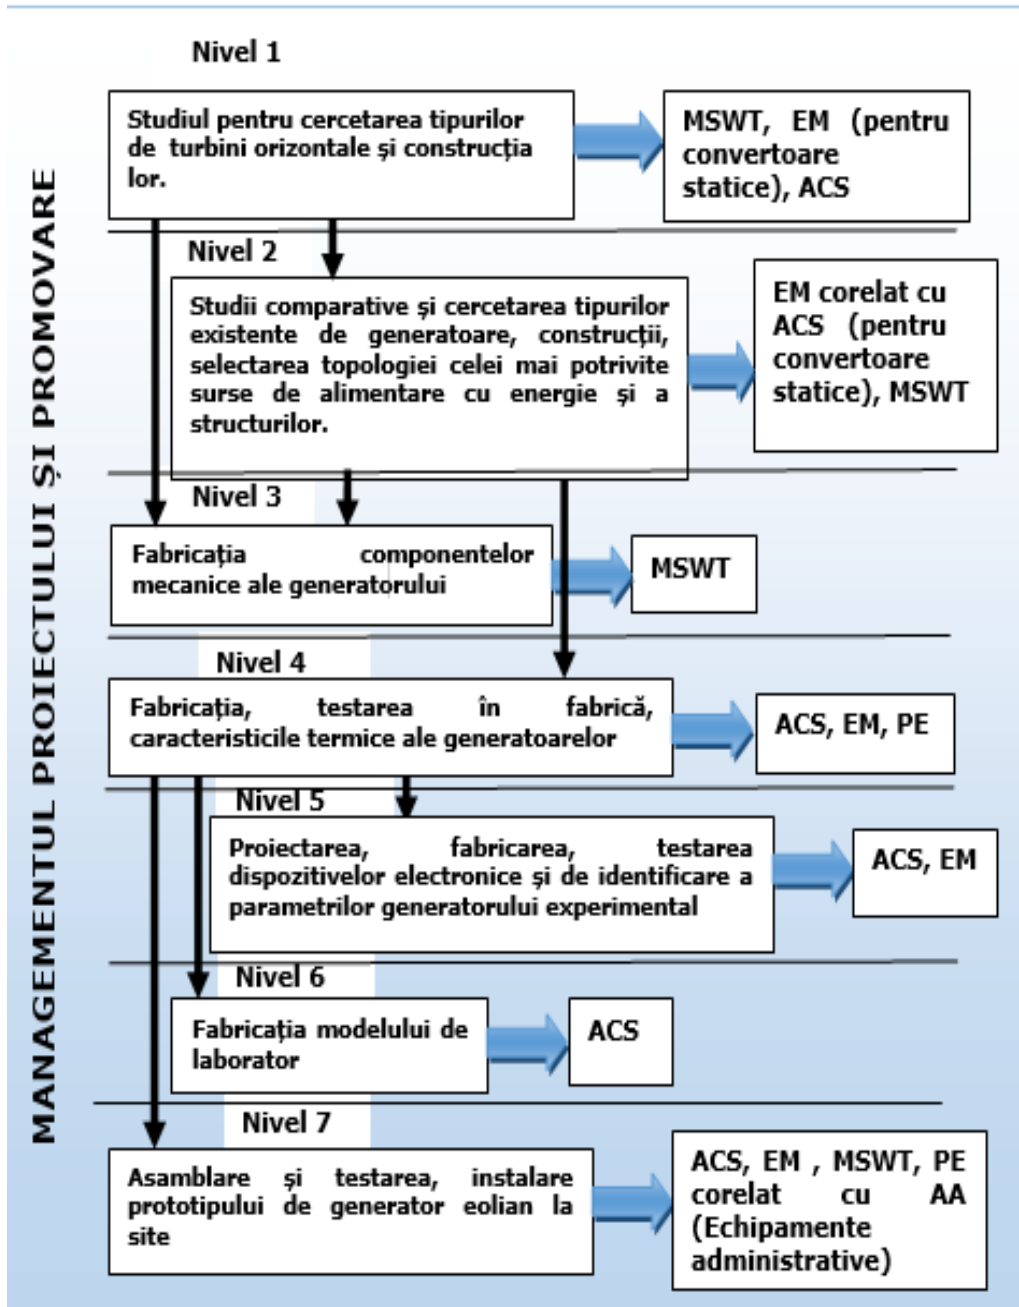 MANAGEMENTUL PROIECTULUI ȘI PROMOVARE
Nivel 1
Studiul pentru cercetarea tipurilor
de turbini orizontale și construcția
lor.
MSWT, EM (pentru
convertoare
statice), ACS
Nivel 2
Studii comparative și cercetarea tipurilor
existente de generatoare, construcții,
selectarea topologiei celei mai potrivite
surse de alimentare cu energie și a
structurilor.
EM corelat cu
ACS (pentru
convertoare
statice), MSWT
Nivel 3
Fabricația componentelor
mecanice ale generatorului
MSWT
Nivel 4
Fabricația, testarea în fabrică,
caracteristicile termice ale generatoarelor
ACS, EM, PE
Nivel 5
Proiectarea, fabricarea, testarea
dispozitivelor electronice și de identificare a
parametrilor generatorului experimental
ACS, EM
Nivel 6
Fabricația modelului de
laborator
ACS
Nivel 7
Asamblare și testarea, instalare
prototipului de generator eolian la
site
ACS, EM , MSWT, PE
corelat cu AA
(Echipamente
administrative)